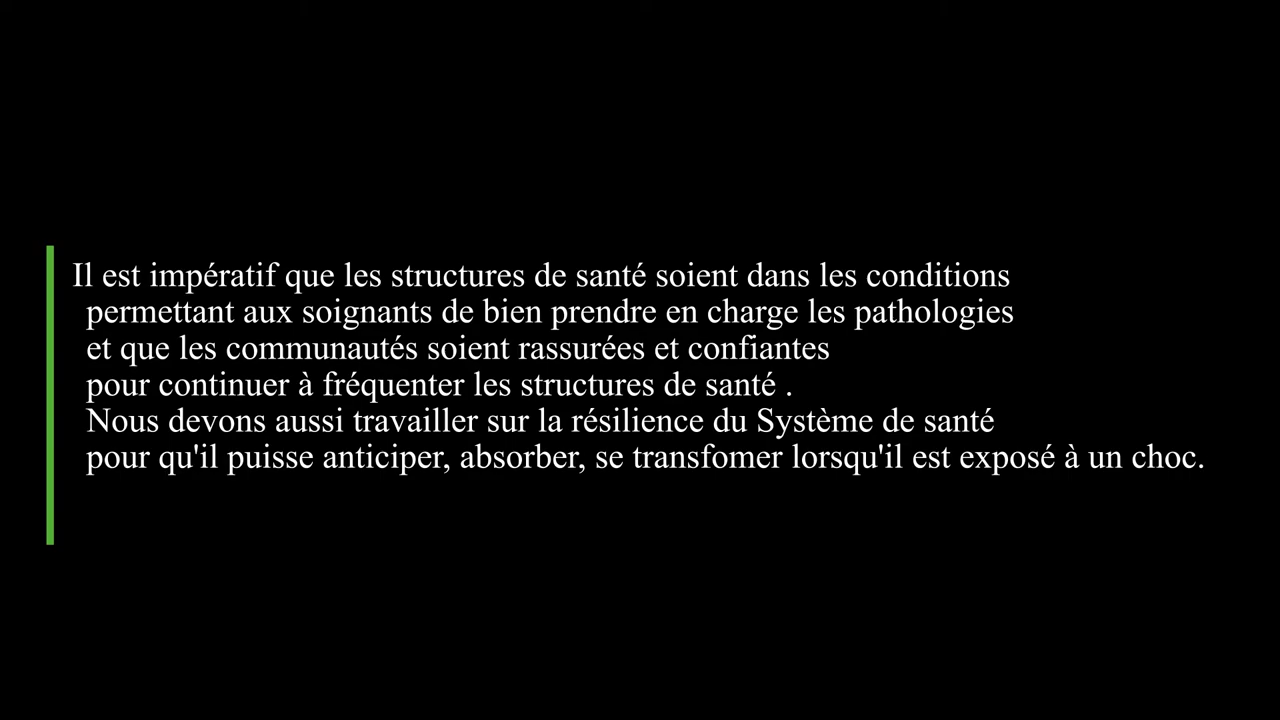 Il est impératif que les structures de santé soient dans les conditions
permettant aux soignants de bien prendre en charge les pathologies
et que les communautés soient rassurées et confiantes
pour continuer à fréquenter les structures de santé .
Nous devons aussi travailler sur la résilience du Système de santé
pour qu'il puisse anticiper, absorber, se transfomer lorsqu'il est exposé à un choc.